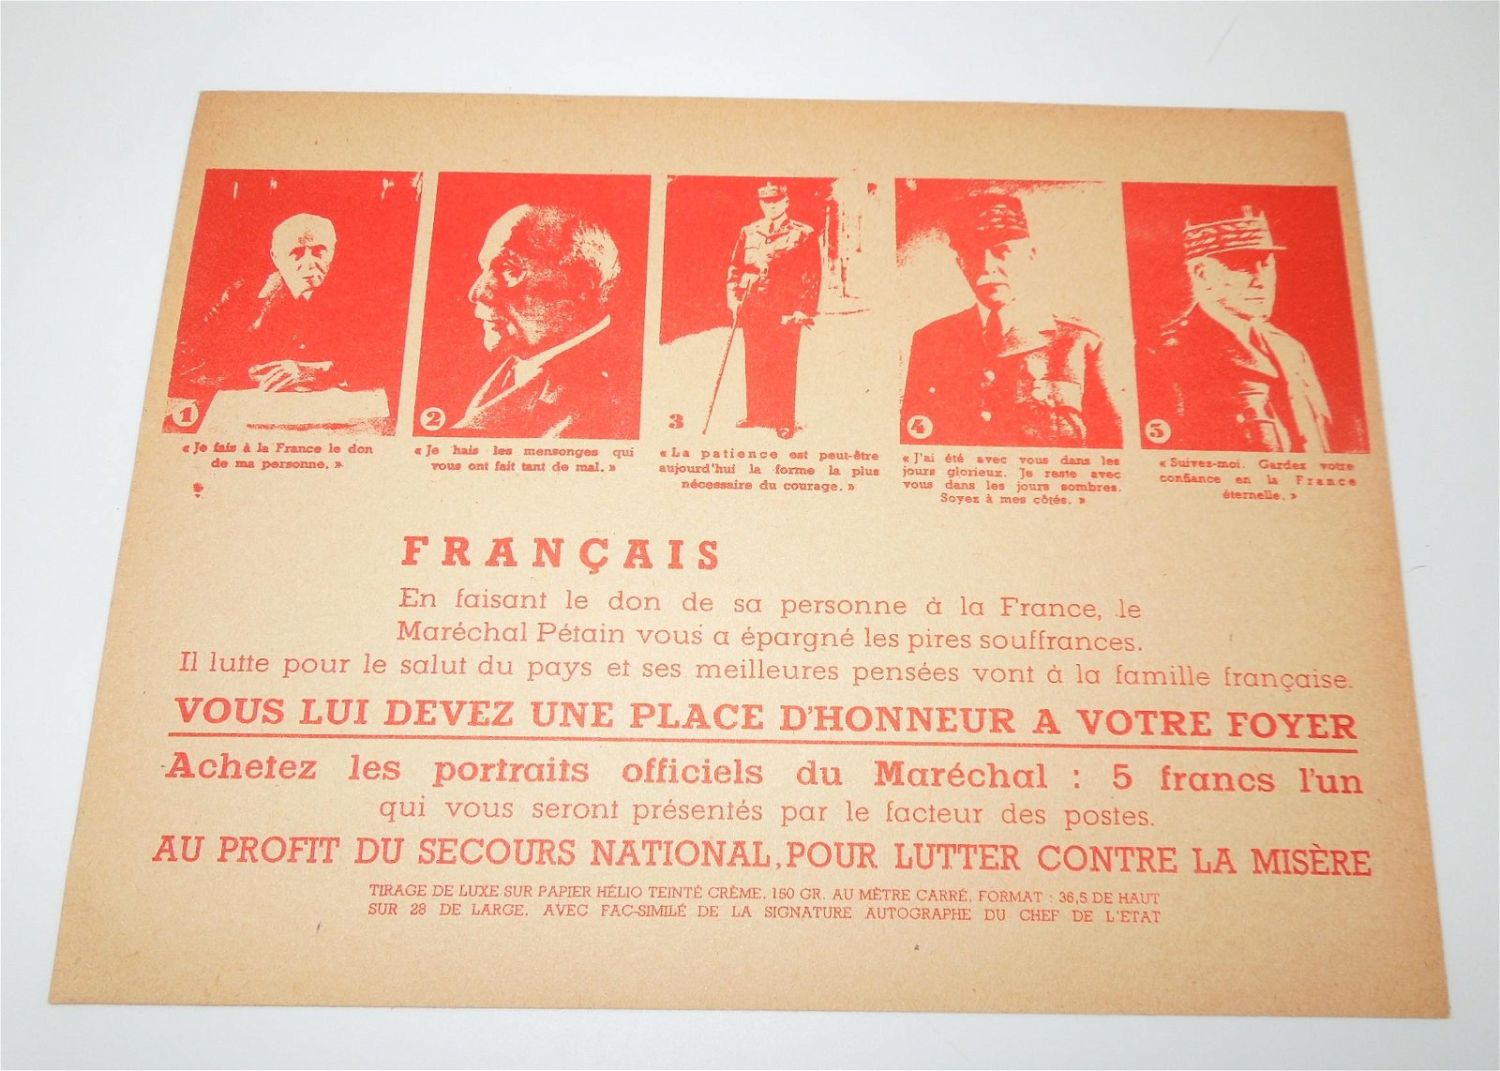 1
« Je fais à la France le don
de ma personne. »
2
« Je hais les mensonges qui
vous ont fait tant de mal. »
3
« La patience est peut-être
aujourd'hui la forme la plus
nécessaire du courage. »
4
« J'ai été avec vous dans les
jours glorieux. Je reste avec
vous dans les jours sombres.
Soyez à mes côtés. »
5
« Suivez-moi. Gardez votre
confiance en la France
éternelle. »
FRANÇAIS
En faisant le don de sa personne à la France, le
Maréchal Pétain vous a épargné les pires souffrances.
Il lutte pour le salut du pays et ses meilleures pensées vont à la famille française.
VOUS LUI DEVEZ UNE PLACE D'HONNEUR A VOTRE FOYER
Achetez les portraits officiels du Maréchal : 5 francs l'un
qui vous seront présentés par le facteur des postes.
AU PROFIT DU SECOURS NATIONAL, POUR LUTTER CONTRE LA MISÈRE
TIRAGE DE LUXE SUR PAPIER HÉLIO TEINTÉ CRÈME. 150 GR. AU MÈTRE CARRÉ. FORMAT : 36,5 DE HAUT
SUR 28 DE LARGE. AVEC FAC-SIMILÉ DE LA SIGNATURE AUTOGRAPHE DU CHEF DE L'ETAT